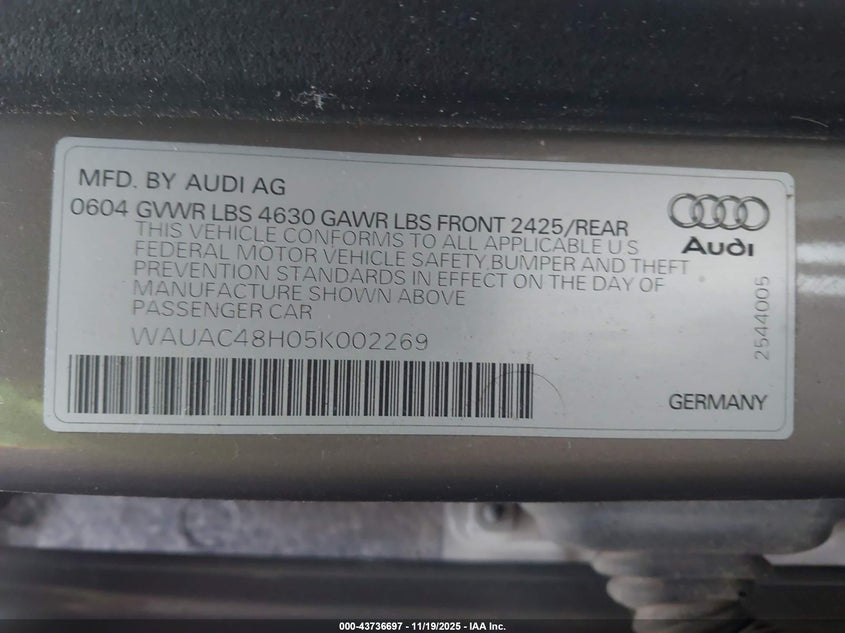 MFD. BY AUDI AG
0604 GVWR LBS 4630 GAWR LBS FRONT 2425/REAR
THIS VEHICLE CONFORMS TO ALL APPLICABLE U S
FEDERAL MOTOR VEHICLE SAFETY,BUMPER AND THEFT
PREVENTION STANDARDS IN EFFECT ON THE DAY OF
MANUFACTURE SHOWN ABOVE
PASSENGER CAR
WAUAC48H05K002269
Audi
2544005
GERMANY
000-43736697 - 11/19/2025 - IAA Inc.